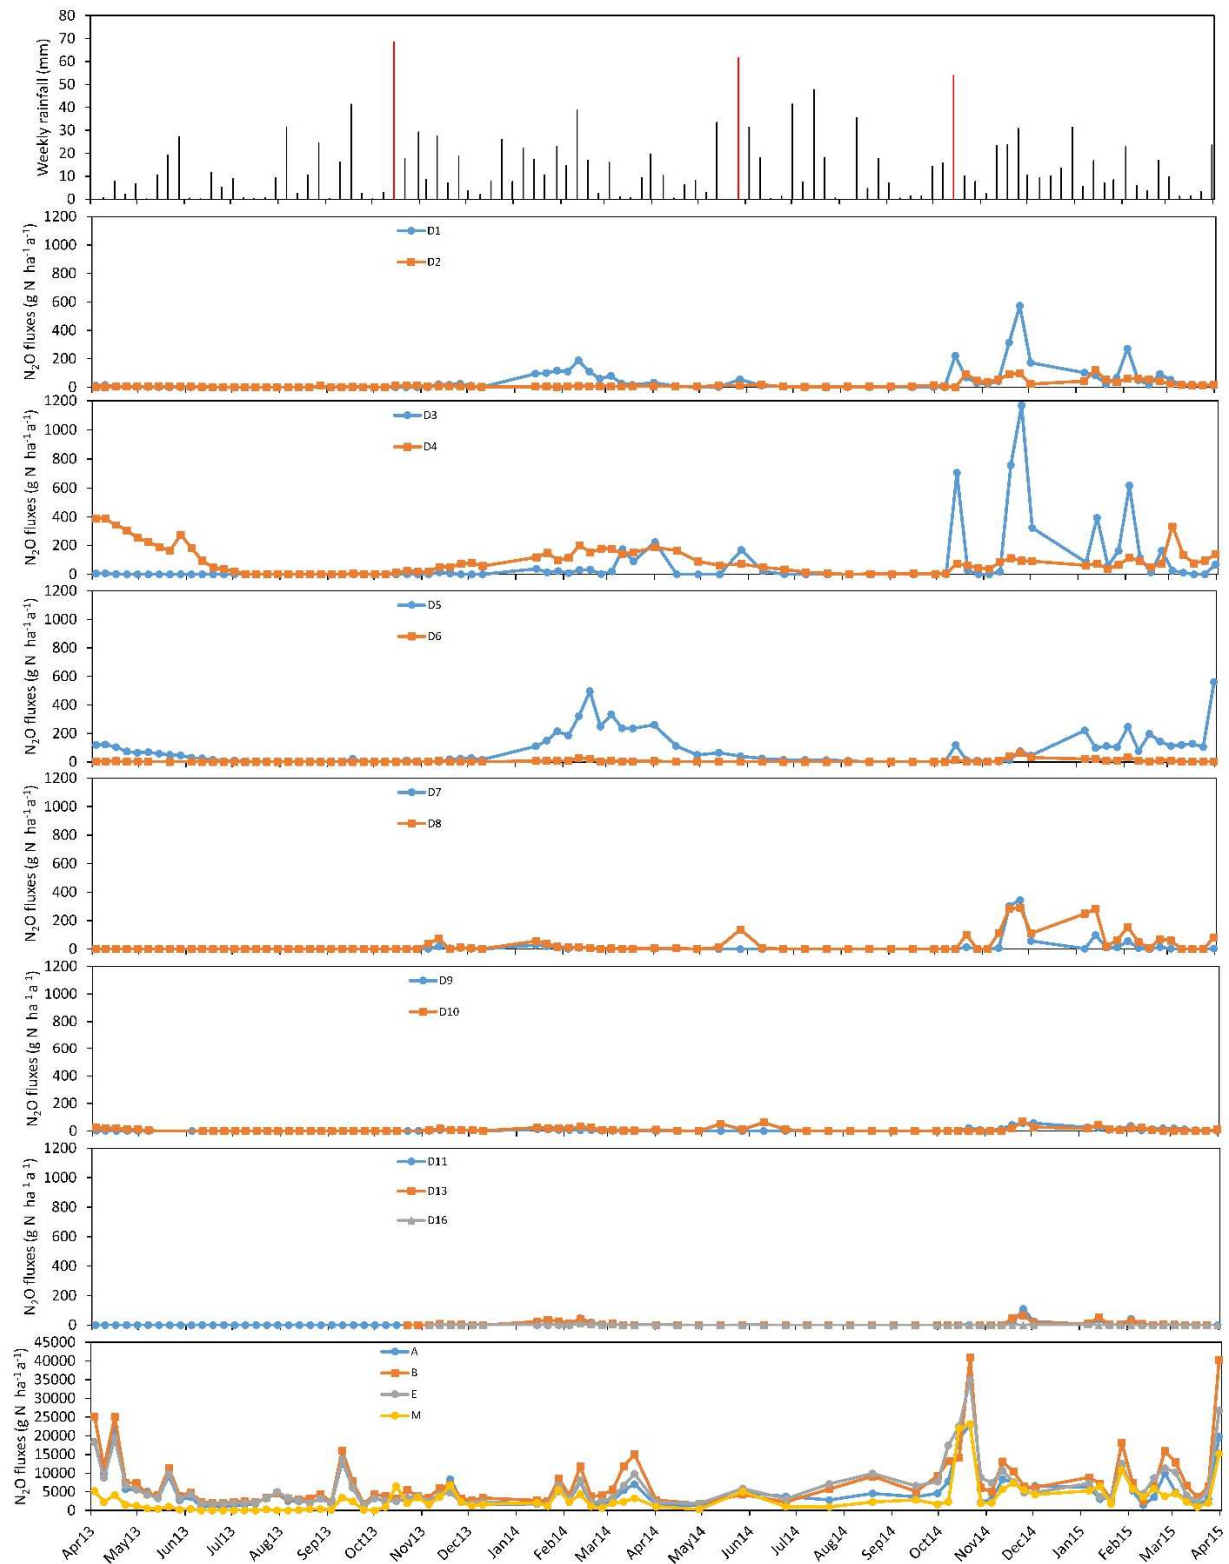 Weekly rainfall (mm)
80
70
60
50
40
30
20
10
0
N₂O fluxes (g N ha⁻¹ a⁻¹)
1200
1000
800
600
400
200
0
D1
D2
N₂O fluxes (g N ha⁻¹ a⁻¹)
1200
1000
800
600
400
200
0
D3
D4
N₂O fluxes (g N ha⁻¹ a⁻¹)
1200
1000
800
600
400
200
0
D5
D6
N₂O fluxes (g N ha⁻¹ a⁻¹)
1200
1000
800
600
400
200
0
D7
D8
N₂O fluxes (g N ha⁻¹ a⁻¹)
1200
1000
800
600
400
200
0
D9
D10
N₂O fluxes (g N ha⁻¹ a⁻¹)
1200
1000
800
600
400
200
0
D11
D13
D16
N₂O fluxes (g N ha⁻¹ a⁻¹)
45000
40000
35000
30000
25000
20000
15000
10000
5000
0
A
B
E
M
Apr13 May13 Jun13 Jul13 Aug13 Sep13 Oct13 Nov13 Dec13 Jan14 Feb14 Mar14 Apr14 May14 Jun14 Jul14 Aug14 Sep14 Oct14 Nov14 Dec14 Jan15 Feb15 Mar15 Apr15